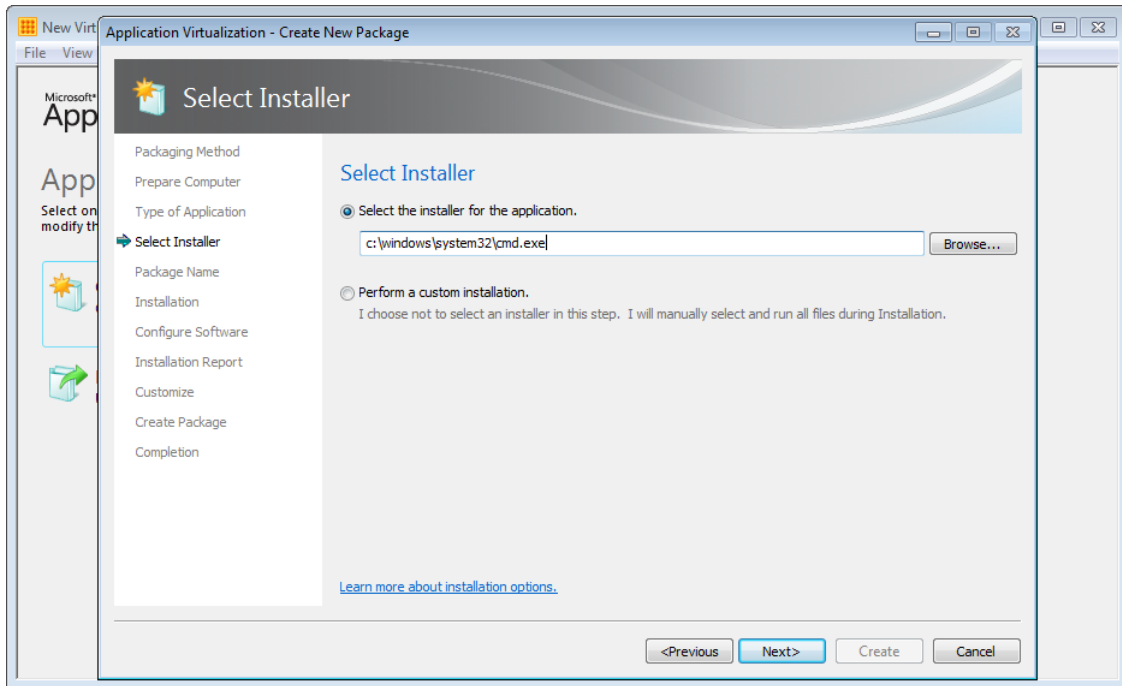 New Virt
File View
Application Virtualization - Create New Package
Microsoft
App
App
Select on
modify th
Select Installer
Packaging Method
Prepare Computer
Type of Application
Select Installer
Package Name
Installation
Configure Software
Installation Report
Customize
Create Package
Completion
Select Installer
Select the installer for the application.
c:\windows\system32\cmd.exe
Browse...
Perform a custom installation.
I choose not to select an installer in this step. I will manually select and run all files during Installation.
Learn more about installation options.
<Previous
Next>
Create
Cancel